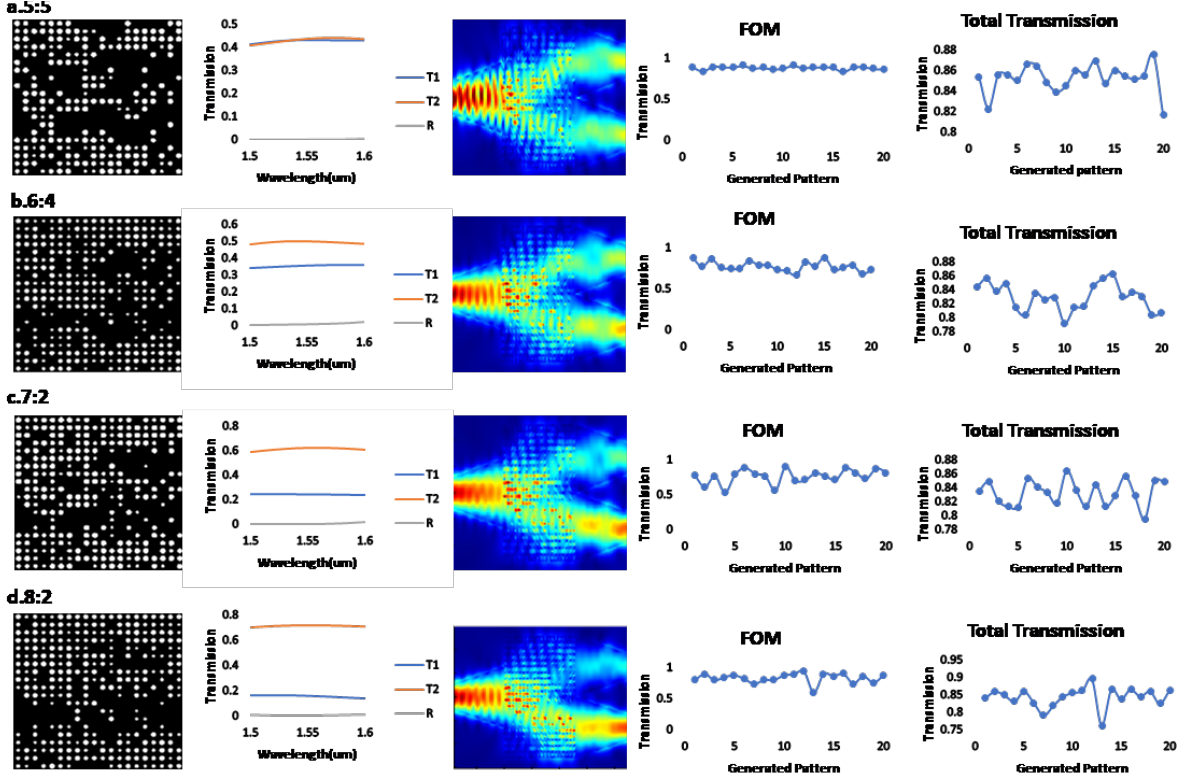 a.5:5
0.5
0.4
0.3
0.2
0.1
0
Transmission
1.5 1.55 1.6
Wavelength(um)
T1
T2
R
FOM
1
0.5
0
Transmission
0 5 10 15 20
Generated Pattern
Total Transmission
0.88
0.86
0.84
0.82
0.8
Transmission
0 5 10 15 20
Generated pattern
b.6:4
0.6
0.5
0.4
0.3
0.2
0.1
0
Transmission
1.5 1.55 1.6
Wavelength(um)
T1
T2
R
FOM
1
0.5
0
Transmission
0 5 10 15 20
Generated Pattern
Total Transmission
0.88
0.86
0.84
0.82
0.8
0.78
Transmission
0 5 10 15 20
Generated Pattern
c.7:2
0.8
0.6
0.4
0.2
0
Transmission
1.5 1.55 1.6
Wavelength(um)
T1
T2
R
FOM
1
0.5
0
Transmission
0 5 10 15 20
Generated Pattern
Total Transmission
0.88
0.86
0.84
0.82
0.8
0.78
Transmission
0 5 10 15 20
Generated Pattern
d.8:2
0.8
0.6
0.4
0.2
0
Transmission
1.5 1.55 1.6
Wavelength(um)
T1
T2
R
FOM
1
0.5
0
Transmission
0 5 10 15 20
Generated Pattern
Total Transmission
0.95
0.9
0.85
0.8
0.75
Transmission
0 5 10 15 20
Generated Pattern